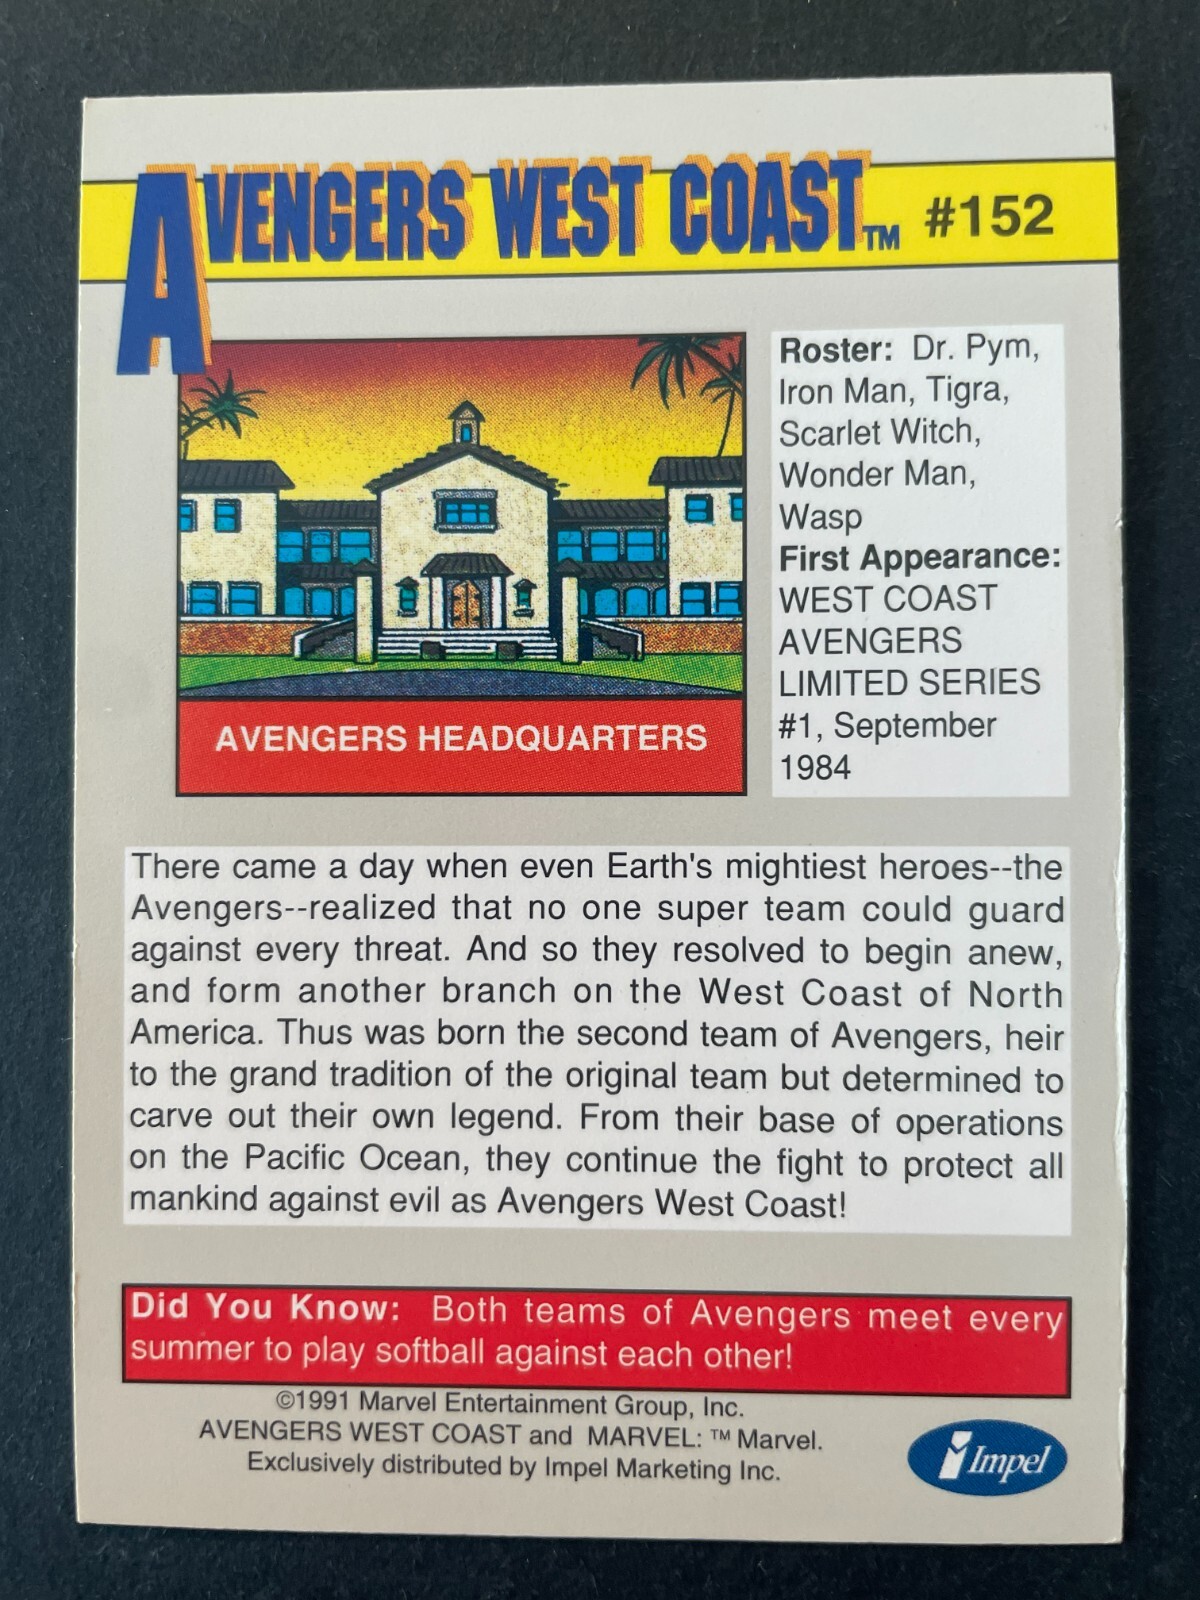 AVENGERS WEST COAST™ #152
Roster: Dr. Pym,
Iron Man, Tigra,
Scarlet Witch,
Wonder Man,
Wasp
First Appearance:
WEST COAST
AVENGERS
LIMITED SERIES
#1, September
1984
AVENGERS HEADQUARTERS
There came a day when even Earth's mightiest heroes--the
Avengers--realized that no one super team could guard
against every threat. And so they resolved to begin anew,
and form another branch on the West Coast of North
America. Thus was born the second team of Avengers, heir
to the grand tradition of the original team but determined to
carve out their own legend. From their base of operations
on the Pacific Ocean, they continue the fight to protect all
mankind against evil as Avengers West Coast!
Did You Know: Both teams of Avengers meet every
summer to play softball against each other!
©1991 Marvel Entertainment Group, Inc.
AVENGERS WEST COAST and MARVEL: ™ Marvel.
Exclusively distributed by Impel Marketing Inc.
Impel